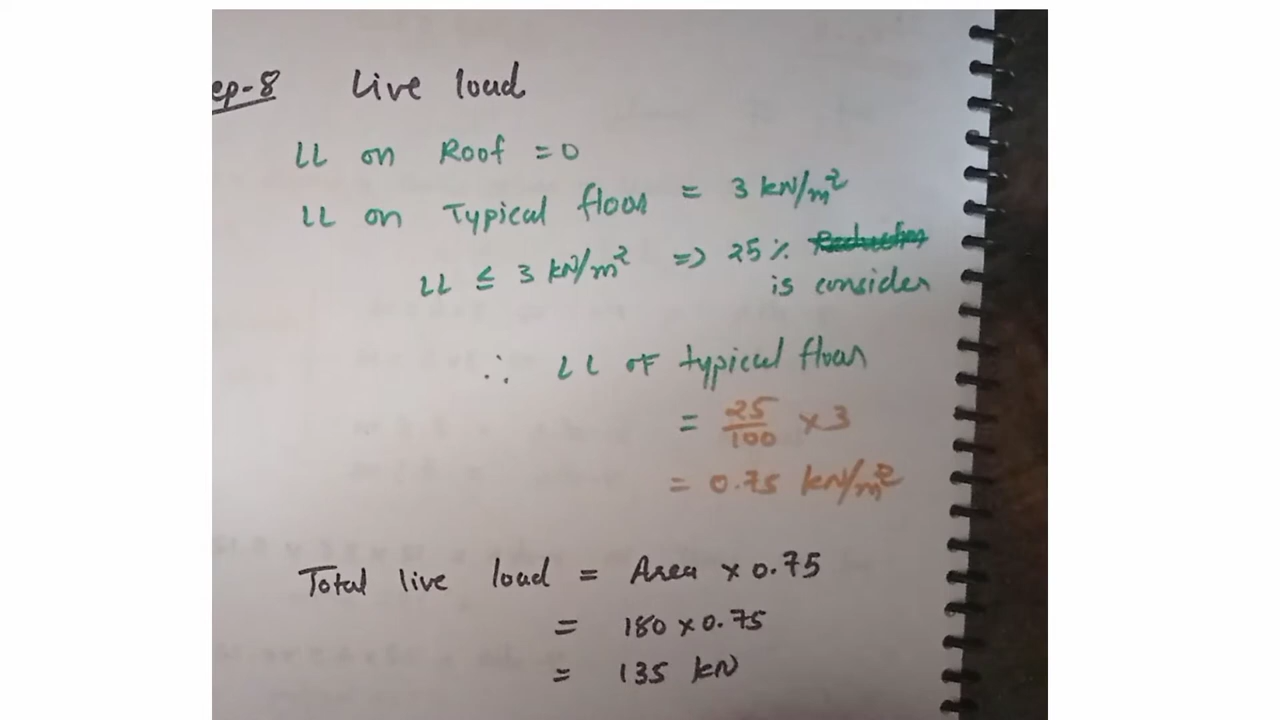 ep-8 Live load
LL on Roof = 0
LL on Typical floor = 3 kN/m²
LL ≤ 3 kN/m² => 25 %
is consider
∴ LL of typical floor
= 25/100 × 3
= 0.75 kN/m²
Total live load = Area × 0.75
= 180 × 0.75
= 135 kN